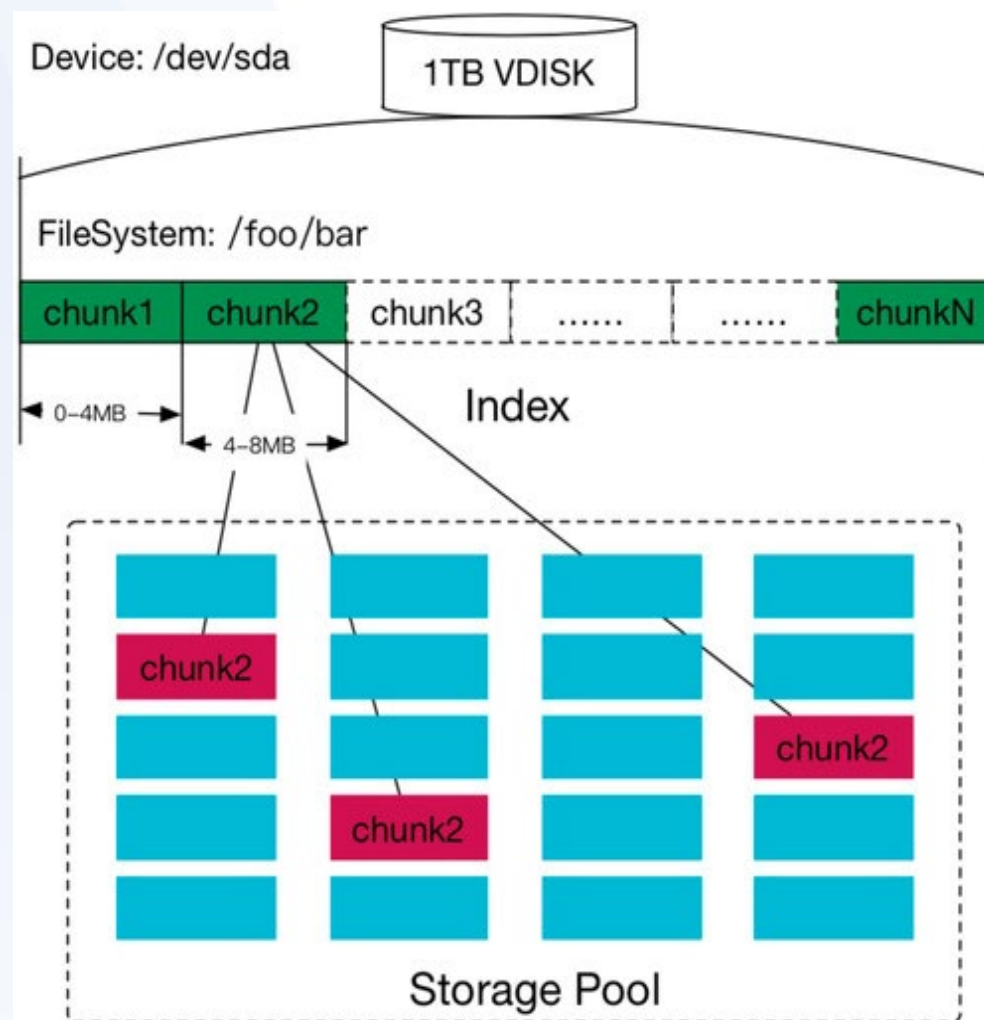 Device: /dev/sda
1TB VDISK
FileSystem: /foo/bar
chunk1 chunk2 chunk3 ...... ...... chunkN
0-4MB
Index
4-8MB
chunk2
chunk2
chunk2
Storage Pool